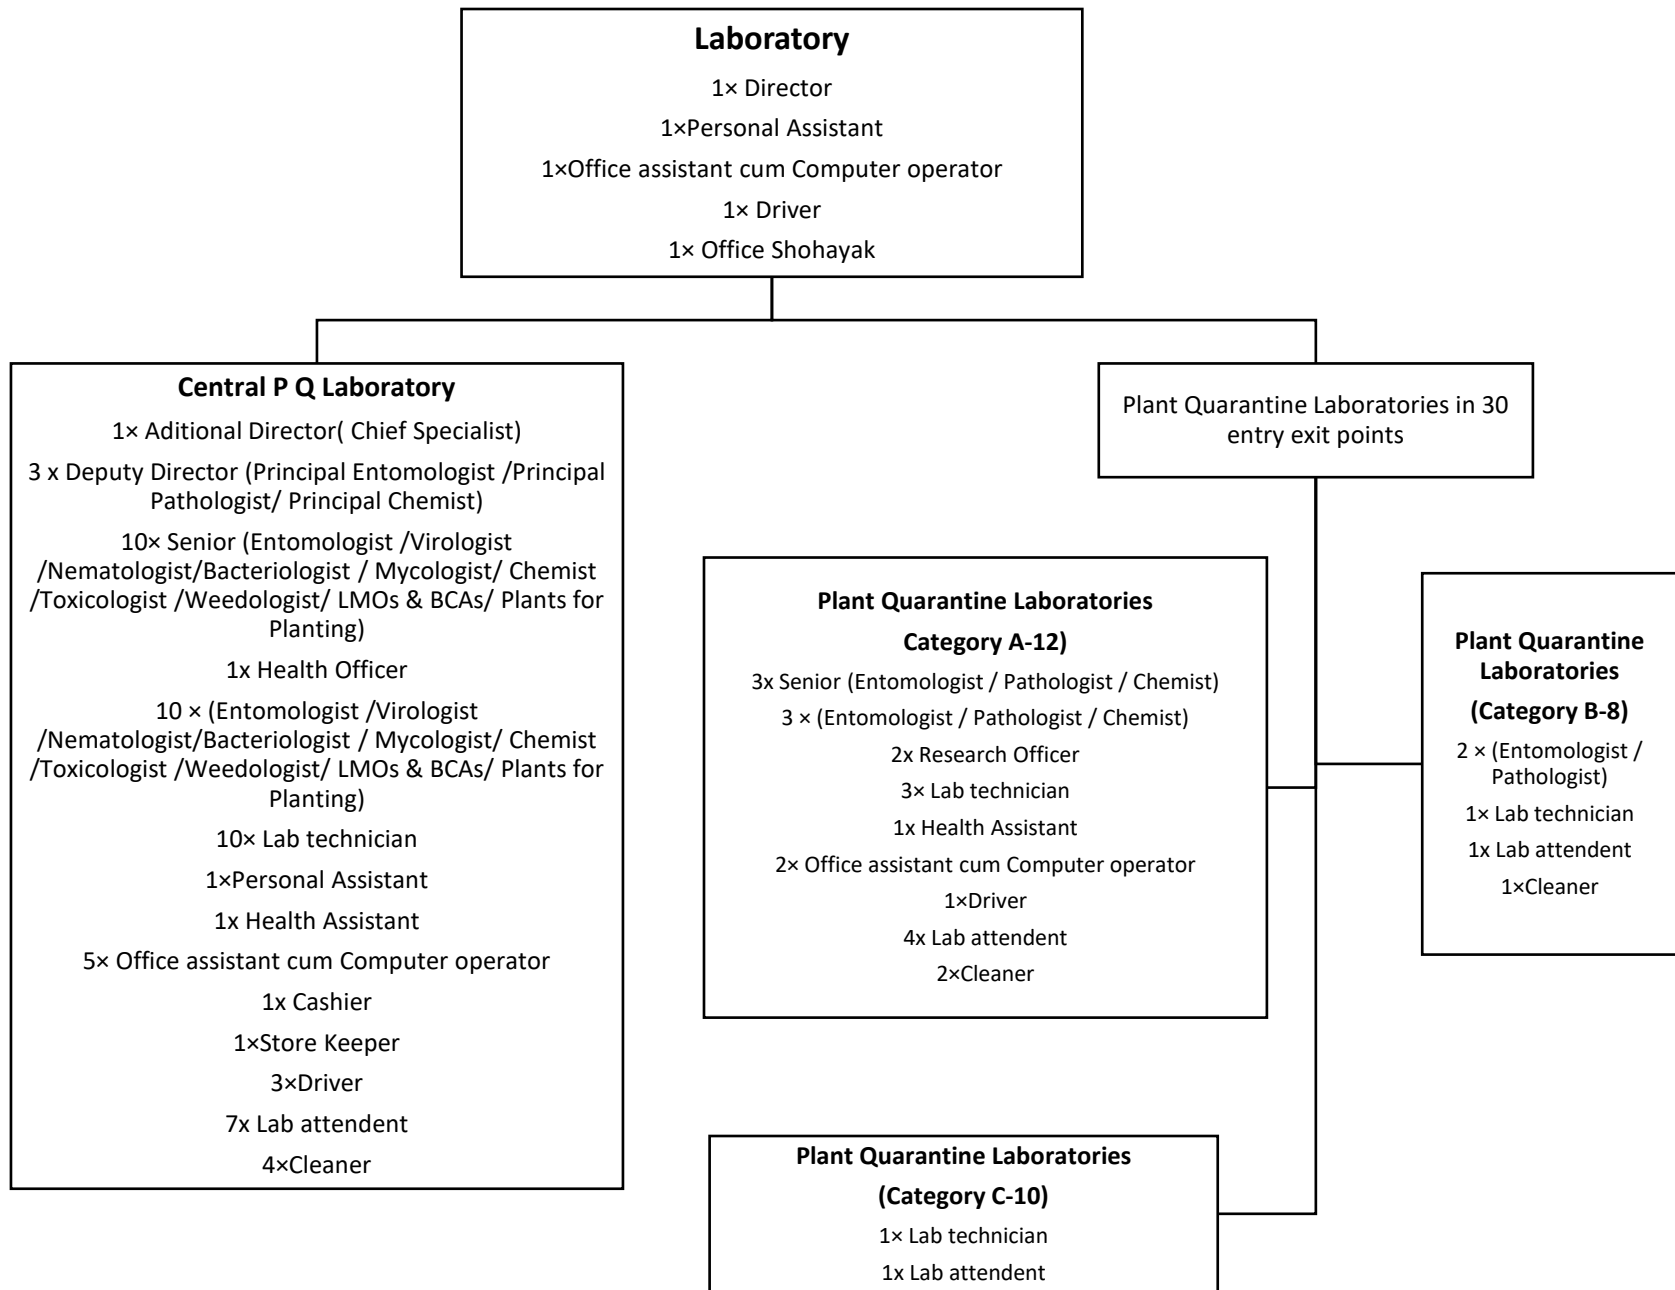 Laboratory
1× Director
1×Personal Assistant
1×Office assistant cum Computer operator
1× Driver
1× Office Shohayak
Central P Q Laboratory
1× Aditional Director( Chief Specialist)
3 x Deputy Director (Principal Entomologist /Principal
Pathologist/ Principal Chemist)
10× Senior (Entomologist /Virologist
/Nematologist/Bacteriologist / Mycologist/ Chemist
/Toxicologist /Weedologist/ LMOs & BCAs/ Plants for
Planting)
1x Health Officer
10 × (Entomologist /Virologist
/Nematologist/Bacteriologist / Mycologist/ Chemist
/Toxicologist /Weedologist/ LMOs & BCAs/ Plants for
Planting)
10× Lab technician
1×Personal Assistant
1x Health Assistant
5× Office assistant cum Computer operator
1x Cashier
1×Store Keeper
3×Driver
7x Lab attendent
4×Cleaner
Plant Quarantine Laboratories in 30
entry exit points
Plant Quarantine Laboratories
Category A-12)
3x Senior (Entomologist / Pathologist / Chemist)
3 × (Entomologist / Pathologist / Chemist)
2x Research Officer
3× Lab technician
1x Health Assistant
2× Office assistant cum Computer operator
1×Driver
4x Lab attendent
2×Cleaner
Plant Quarantine
Laboratories
(Category B-8)
2 × (Entomologist /
Pathologist)
1× Lab technician
1x Lab attendent
1×Cleaner
Plant Quarantine Laboratories
(Category C-10)
1× Lab technician
1x Lab attendent